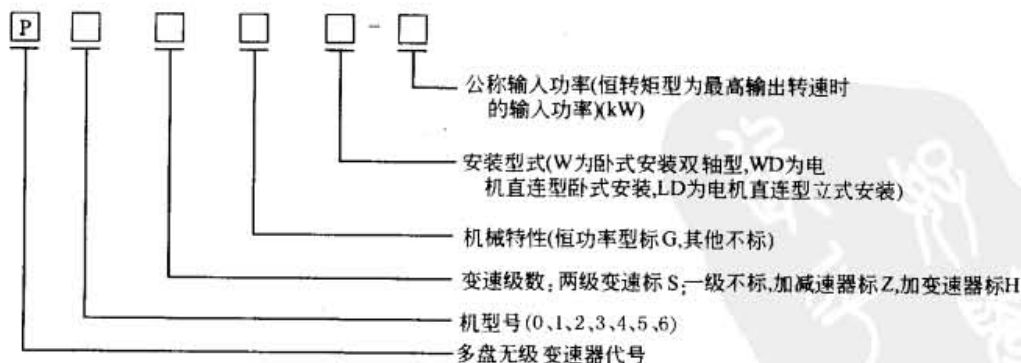 P -
公称输入功率(恒转矩型为最高输出转速时
的输入功率)(kW)
安装型式(W为卧式安装双轴型,WD为电
机直连型卧式安装,LD为电机直连型立式安装)
机械特性(恒功率型标G,其他不标)
变速级数:两级变速标S;一级不标,加减速器标Z,加变速器标H
机型号(0、1、2、3、4、5、6)
多盘无级变速器代号